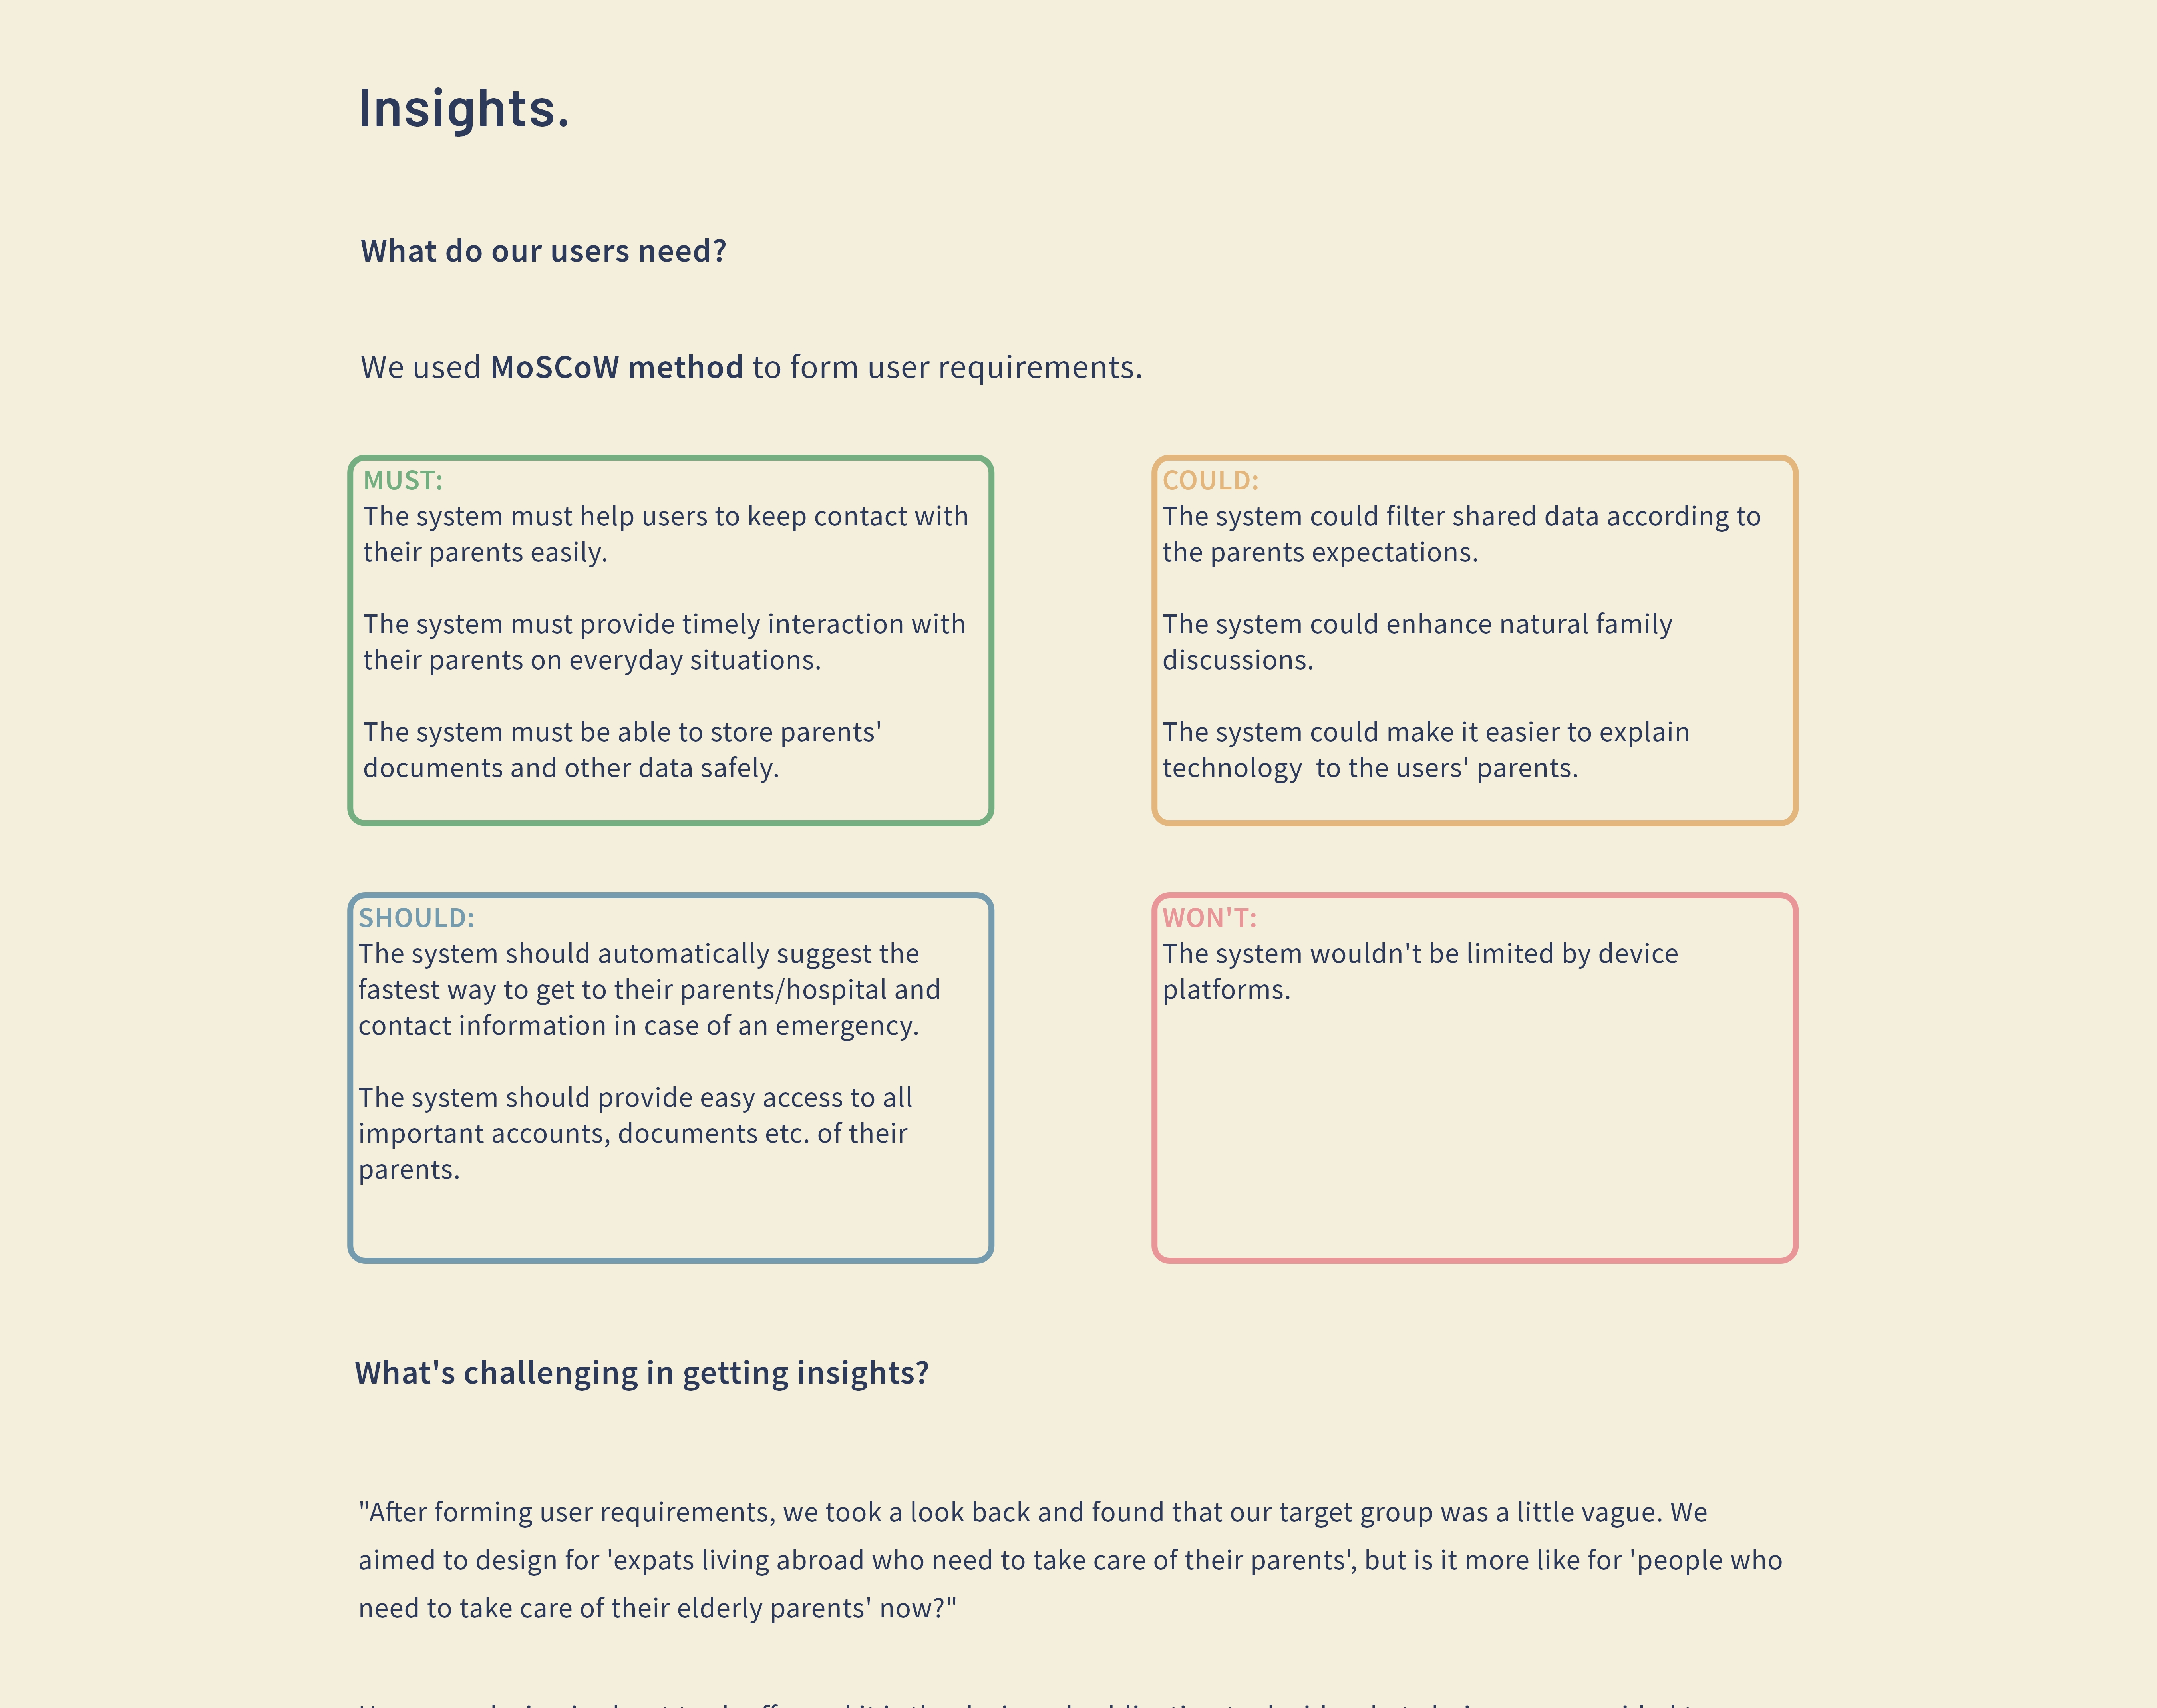 Insights.
What do our users need?
We used MoSCoW method to form user requirements.
MUST:
The system must help users to keep contact with
their parents easily.
The system must provide timely interaction with
their parents on everyday situations.
The system must be able to store parents'
documents and other data safely.
COULD:
The system could filter shared data according to
the parents expectations.
The system could enhance natural family
discussions.
The system could make it easier to explain
technology  to the users' parents.
SHOULD:
The system should automatically suggest the
fastest way to get to their parents/hospital and
contact information in case of an emergency.
The system should provide easy access to all
important accounts, documents etc. of their
parents.
WON'T:
The system wouldn't be limited by device
platforms.
What's challenging in getting insights?
"After forming user requirements, we took a look back and found that our target group was a little vague. We
aimed to design for 'expats living abroad who need to take care of their parents', but is it more like for 'people who
need to take care of their elderly parents' now?"